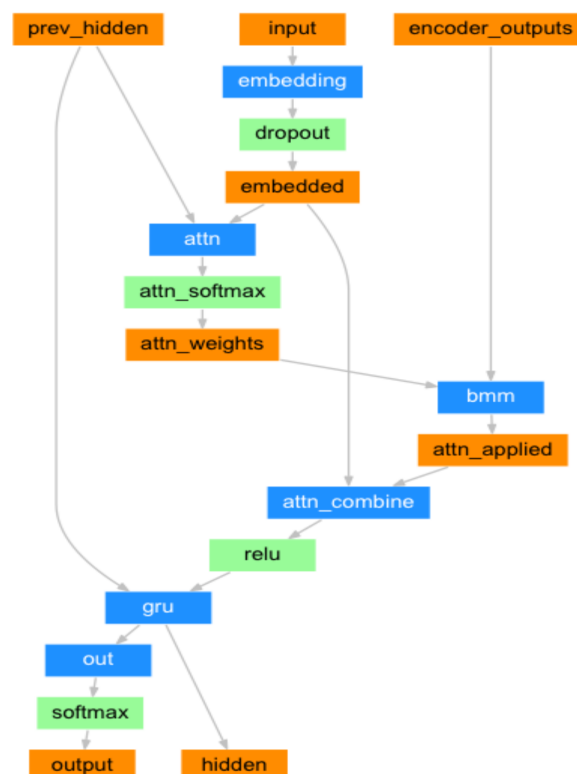 prev_hidden
input
encoder_outputs
embedding
dropout
embedded
attn
attn_softmax
attn_weights
bmm
attn_applied
attn_combine
relu
gru
out
softmax
output
hidden